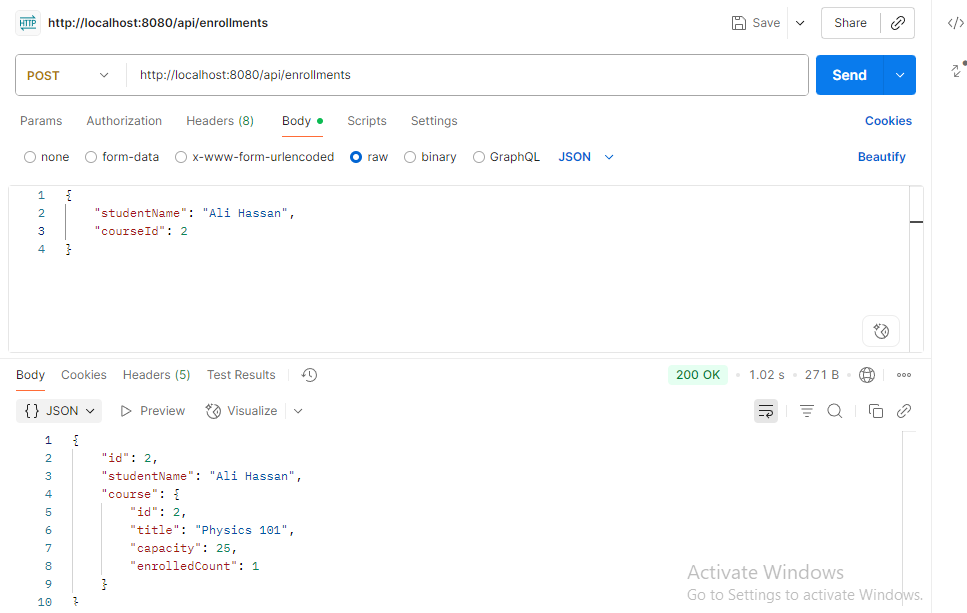 HTTP http://localhost:8080/api/enrollments Save Share
POST http://localhost:8080/api/enrollments Send
Params Authorization Headers (8) Body Scripts Settings Cookies
none form-data x-www-form-urlencoded raw binary GraphQL JSON Beautify
1 {
2 "studentName": "Ali Hassan",
3 "courseId": 2
4 }
Body Cookies Headers (5) Test Results 200 OK • 1.02 s • 271 B •
{} JSON Preview Visualize
1 {
2 "id": 2,
3 "studentName": "Ali Hassan",
4 "course": {
5 "id": 2,
6 "title": "Physics 101",
7 "capacity": 25,
8 "enrolledCount": 1
9 }
10 }
Activate Windows
Go to Settings to activate Windows.